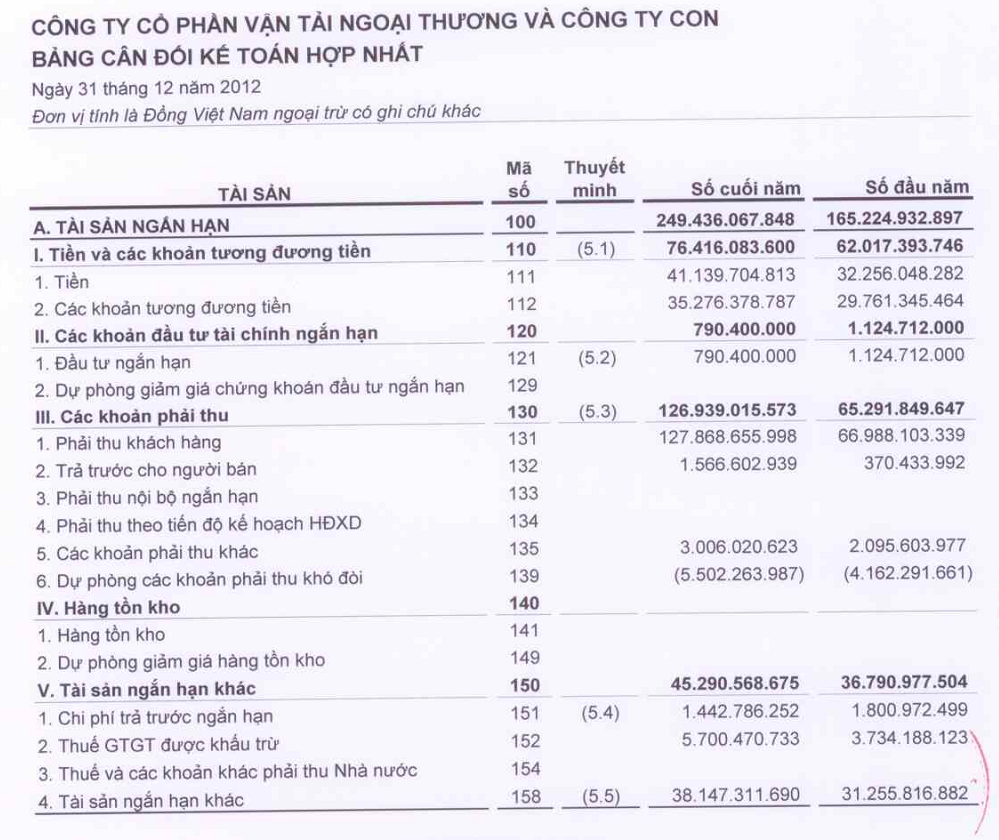 CÔNG TY CỔ PHẦN VẬN TẢI NGOẠI THƯƠNG VÀ CÔNG TY CON
BẢNG CÂN ĐỐI KẾ TOÁN HỢP NHẤT
Ngày 31 tháng 12 năm 2012
Đơn vị tính là Đồng Việt Nam ngoại trừ có ghi chú khác
TÀI SẢN Mã số Thuyết minh Số cuối năm Số đầu năm
A. TÀI SẢN NGẮN HẠN 100 249.436.067.848 165.224.932.897
I. Tiền và các khoản tương đương tiền 110 (5.1) 76.416.083.600 62.017.393.746
1. Tiền 111 41.139.704.813 32.256.048.282
2. Các khoản tương đương tiền 112 35.276.378.787 29.761.345.464
II. Các khoản đầu tư tài chính ngắn hạn 120 790.400.000 1.124.712.000
1. Đầu tư ngắn hạn 121 (5.2) 790.400.000 1.124.712.000
2. Dự phòng giảm giá chứng khoán đầu tư ngắn hạn 129
III. Các khoản phải thu 130 (5.3) 126.939.015.573 65.291.849.647
1. Phải thu khách hàng 131 127.868.655.998 66.988.103.339
2. Trả trước cho người bán 132 1.566.602.939 370.433.992
3. Phải thu nội bộ ngắn hạn 133
4. Phải thu theo tiến độ kế hoạch HĐXD 134
5. Các khoản phải thu khác 135 3.006.020.623 2.095.603.977
6. Dự phòng các khoản phải thu khó đòi 139 (5.502.263.987) (4.162.291.661)
IV. Hàng tồn kho 140
1. Hàng tồn kho 141
2. Dự phòng giảm giá hàng tồn kho 149
V. Tài sản ngắn hạn khác 150 45.290.568.675 36.790.977.504
1. Chi phí trả trước ngắn hạn 151 (5.4) 1.442.786.252 1.800.972.499
2. Thuế GTGT được khấu trừ 152 5.700.470.733 3.734.188.123
3. Thuế và các khoản khác phải thu Nhà nước 154
4. Tài sản ngắn hạn khác 158 (5.5) 38.147.311.690 31.255.816.882